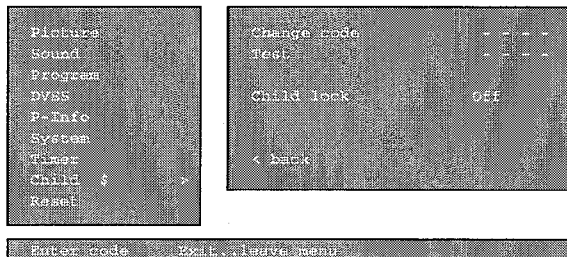 Picture
Sound
Program
DVSS
P-Info
System
Timer
Child $ >
Reset
Change code - - - -
Test - - - -
Child lock Off
< back
Enter code Exit..leave menu